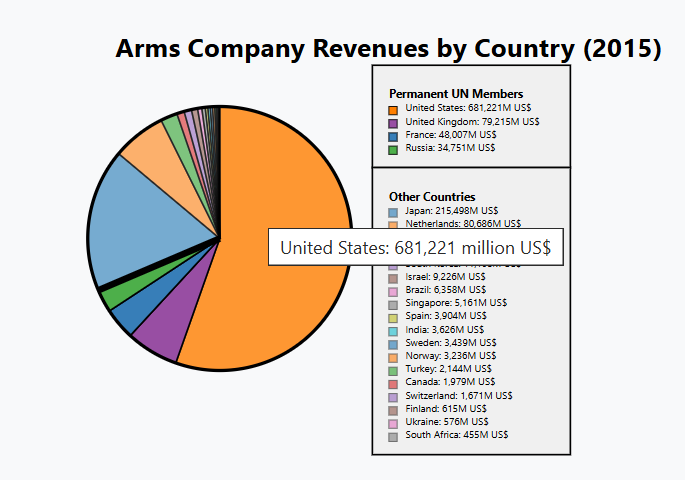 Arms Company Revenues by Country (2015)
Permanent UN Members
United States: 681,221M US$
United Kingdom: 79,215M US$
France: 48,007M US$
Russia: 34,751M US$
Other Countries
Japan: 215,498M US$
Netherlands: 80,686M US$
United States: 681,221 million US$
Israel: 9,226M US$
Brazil: 6,358M US$
Singapore: 5,161M US$
Spain: 3,904M US$
India: 3,626M US$
Sweden: 3,439M US$
Norway: 3,236M US$
Turkey: 2,144M US$
Canada: 1,979M US$
Switzerland: 1,671M US$
Finland: 615M US$
Ukraine: 576M US$
South Africa: 455M US$